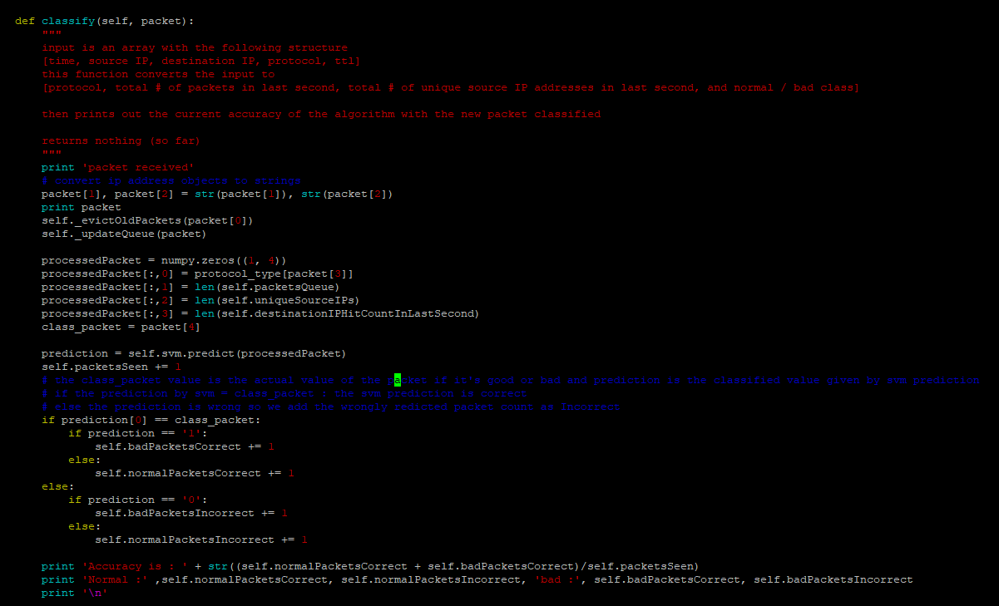 def classify(self, packet):
"""
input is an array with the following structure
[time, source IP, destination IP, protocol, ttl]
this function converts the input to
[protocol, total # of packets in last second, total # of unique source IP addresses in last second, and normal / bad class]
then prints out the current accuracy of the algorithm with the new packet classified
returns nothing (so far)
"""
print 'packet received'
# convert ip address objects to strings
packet[1], packet[2] = str(packet[1]), str(packet[2])
print packet
self._evictOldPackets(packet[0])
self._updateQueue(packet)
processedPacket = numpy.zeros((1, 4))
processedPacket[:,0] = protocol_type[packet[3]]
processedPacket[:,1] = len(self.packetsQueue)
processedPacket[:,2] = len(self.uniqueSourceIPs)
processedPacket[:,3] = len(self.destinationIPHitCountInLastSecond)
class_packet = packet[4]
prediction = self.svm.predict(processedPacket)
self.packetsSeen += 1
# the class_packet value is the actual value of the packet if it's good or bad and prediction is the classified value given by svm prediction
# if the prediction by svm = class_packet : the svm prediction is correct
# else the prediction is wrong so we add the wrongly redicted packet count as Incorrect
if prediction[0] == class_packet:
if prediction == '1':
self.badPacketsCorrect += 1
else:
self.normalPacketsCorrect += 1
else:
if prediction == '0':
self.badPacketsIncorrect += 1
else:
self.normalPacketsIncorrect += 1
print 'Accuracy is : ' + str((self.normalPacketsCorrect + self.badPacketsCorrect)/self.packetsSeen)
print 'Normal :' ,self.normalPacketsCorrect, self.normalPacketsIncorrect, 'bad :', self.badPacketsCorrect, self.badPacketsIncorrect
print '\n'